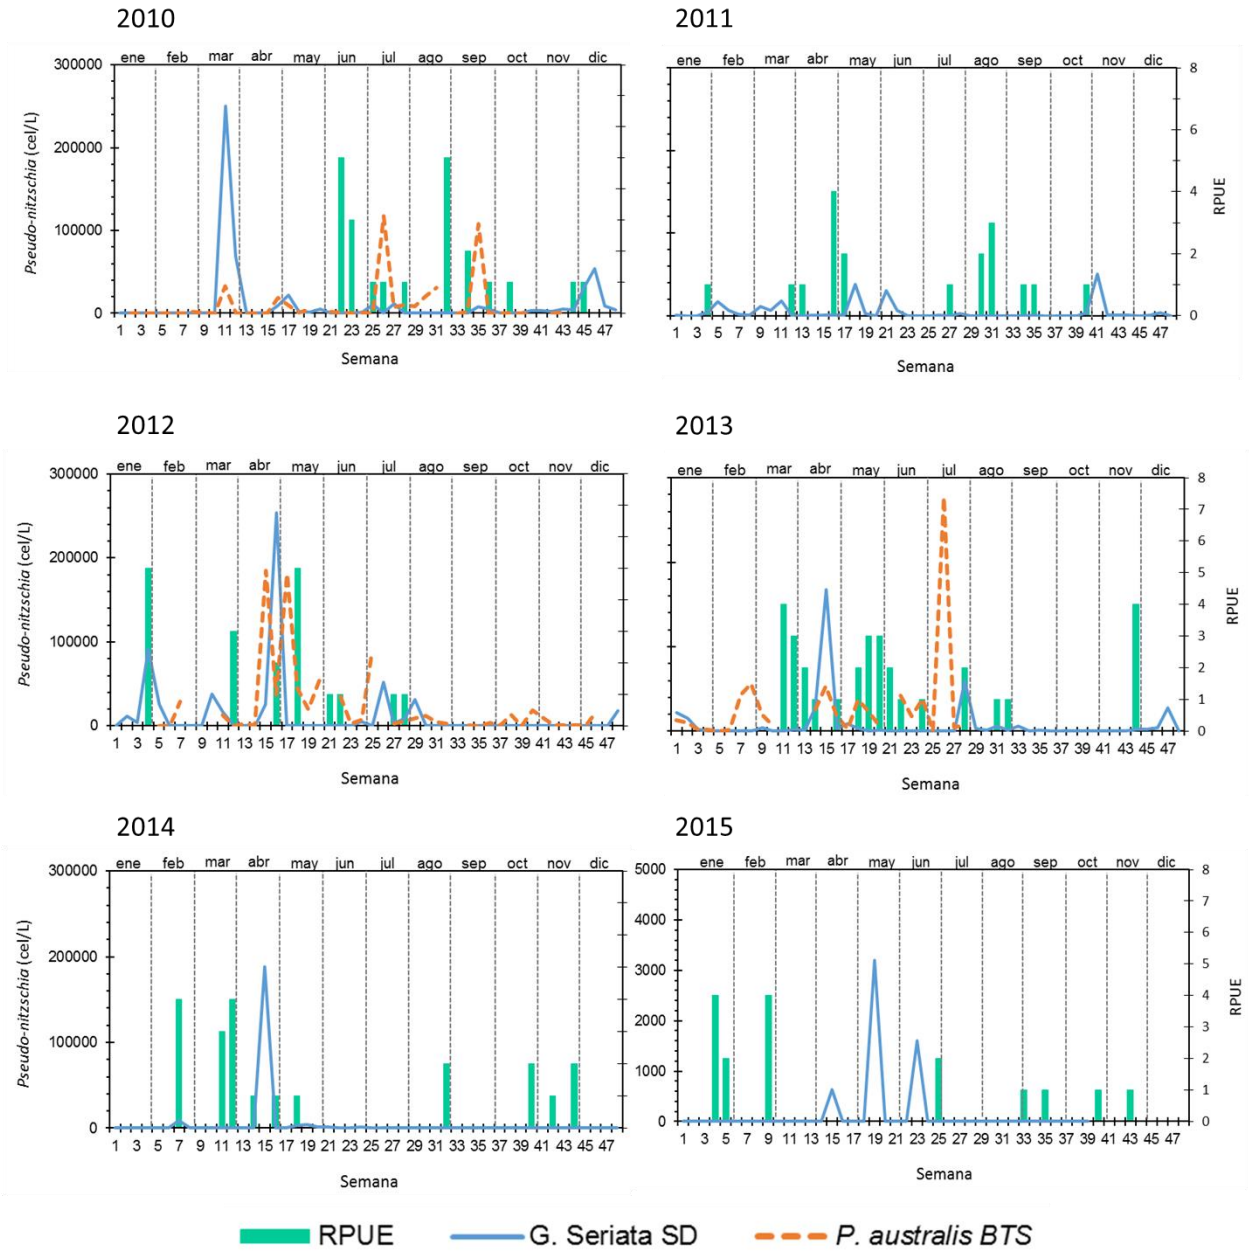 2010
2011
ene feb mar abr may jun jul ago sep oct nov dic
ene feb mar abr may jun jul ago sep oct nov dic
300000
200000
100000
0
Pseudo-nitzschia (cel/L)
8
6
4
2
0
RPUE
1 3 5 7 9 11 13 15 17 19 21 23 25 27 29 31 33 35 37 39 41 43 45 47
1 3 5 7 9 11 13 15 17 19 21 23 25 27 29 31 33 35 37 39 41 43 45 47
Semana
Semana
2012
2013
ene feb mar abr may jun jul ago sep oct nov dic
ene feb mar abr may jun jul ago sep oct nov dic
300000
200000
100000
0
Pseudo-nitzschia (cel/L)
8
7
6
5
4
3
2
1
0
RPUE
1 3 5 7 9 11 13 15 17 19 21 23 25 27 29 31 33 35 37 39 41 43 45 47
1 3 5 7 9 11 13 15 17 19 21 23 25 27 29 31 33 35 37 39 41 43 45 47
Semana
Semana
2014
2015
ene feb mar abr may jun jul ago sep oct nov dic
ene feb mar abr may jun jul ago sep oct nov dic
300000
200000
100000
0
Pseudo-nitzschia (cel/L)
5000
4000
3000
2000
1000
0
8
7
6
5
4
3
2
1
0
RPUE
1 3 5 7 9 11 13 15 17 19 21 23 25 27 29 31 33 35 37 39 41 43 45 47
1 3 5 7 9 11 13 15 17 19 21 23 25 27 29 31 33 35 37 39 41 43 45 47
Semana
Semana
RPUE G. Seriata SD P. australis BTS